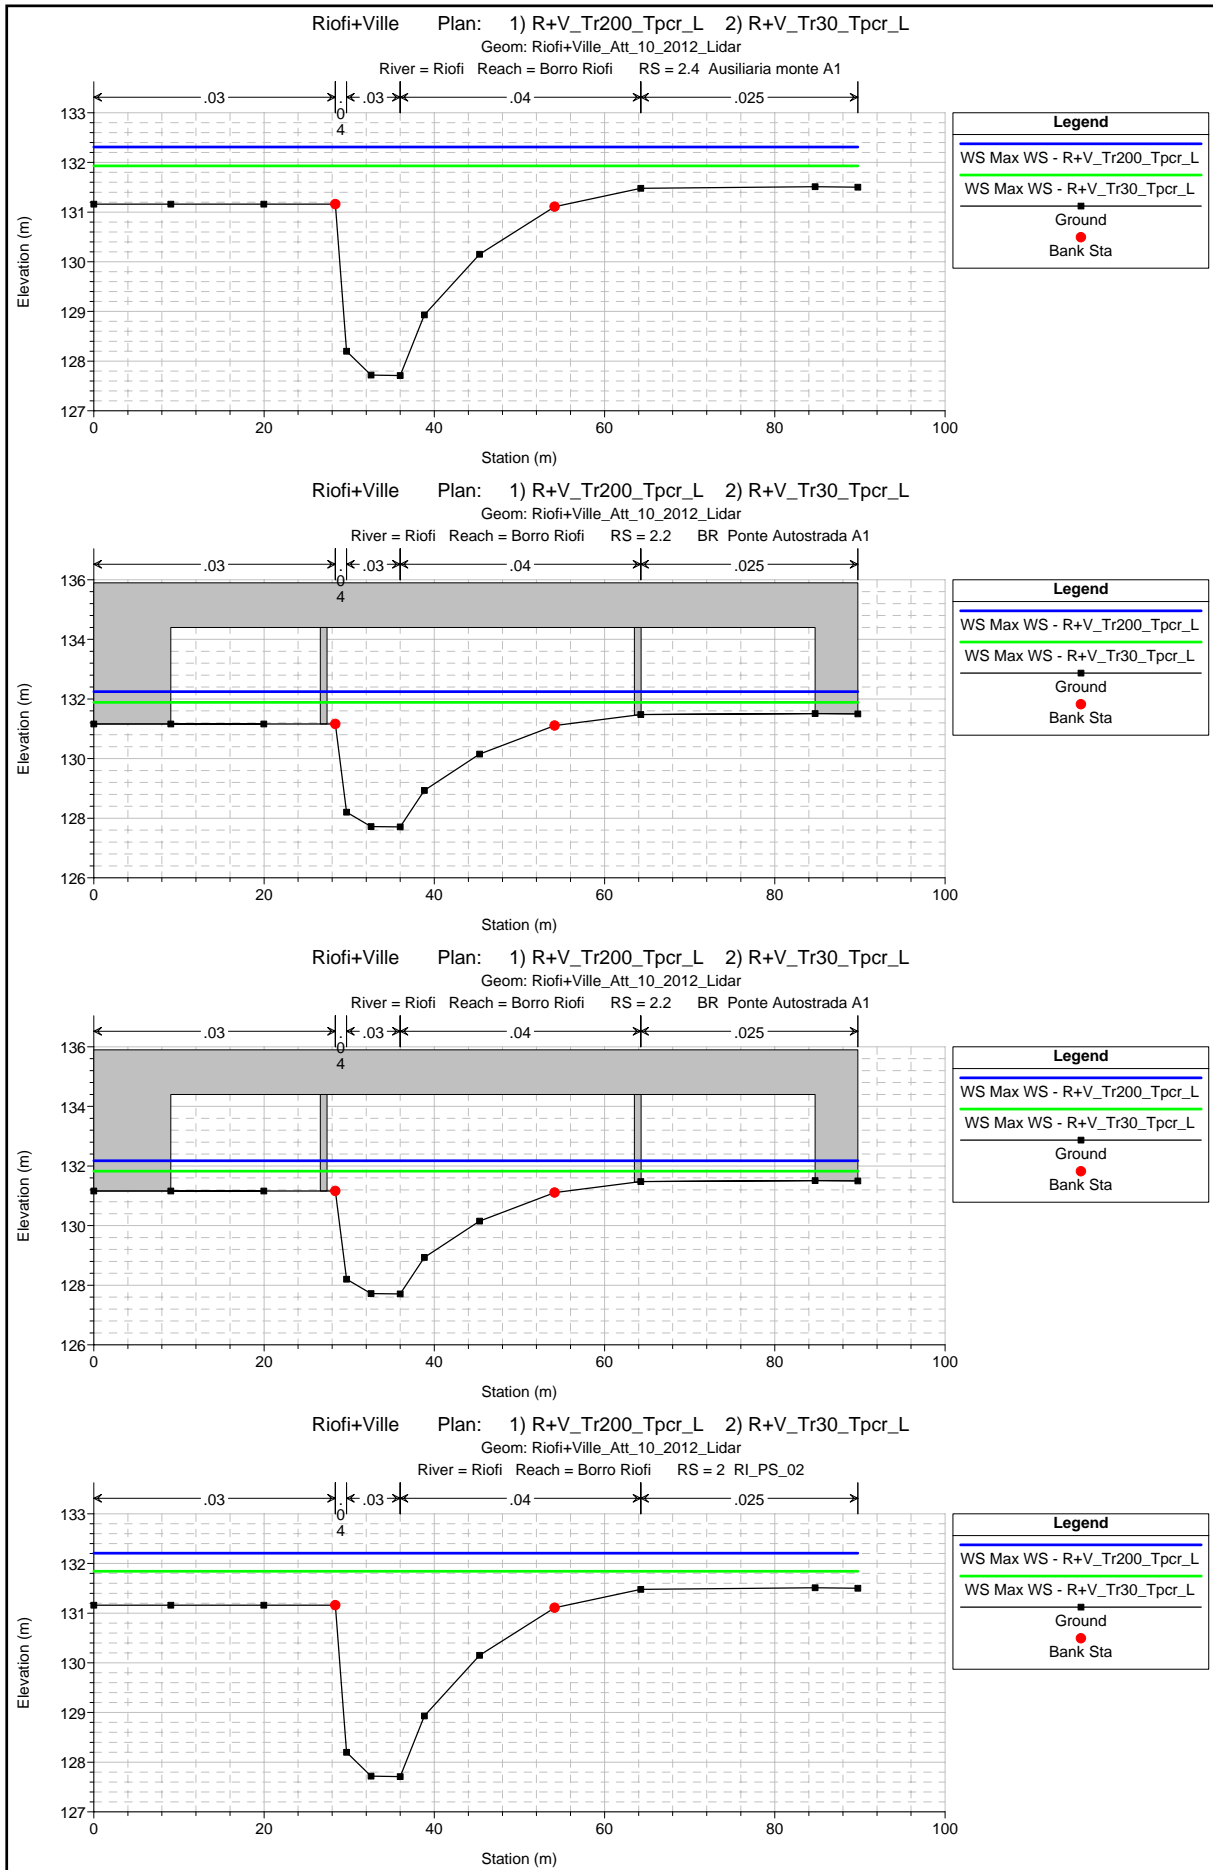 Riofi+Ville Plan: 1) R+V_Tr200_Tpcr_L 2) R+V_Tr30_Tpcr_L
Geom: Riofi+Ville_Att_10_2012_Lidar
River = Riofi Reach = Borro Riofi RS = 2.4 Ausiliaria monte A1
.03 .04 .03 .04 .025
133
132
131
130
129
128
127
0 20 40 60 80 100
Elevation (m)
Station (m)
Legend
WS Max WS - R+V_Tr200_Tpcr_L
WS Max WS - R+V_Tr30_Tpcr_L
Ground
Bank Sta
Riofi+Ville Plan: 1) R+V_Tr200_Tpcr_L 2) R+V_Tr30_Tpcr_L
Geom: Riofi+Ville_Att_10_2012_Lidar
River = Riofi Reach = Borro Riofi RS = 2.2 BR Ponte Autostrada A1
.03 .04 .03 .04 .025
136
134
132
130
128
126
0 20 40 60 80 100
Elevation (m)
Station (m)
Legend
WS Max WS - R+V_Tr200_Tpcr_L
WS Max WS - R+V_Tr30_Tpcr_L
Ground
Bank Sta
Riofi+Ville Plan: 1) R+V_Tr200_Tpcr_L 2) R+V_Tr30_Tpcr_L
Geom: Riofi+Ville_Att_10_2012_Lidar
River = Riofi Reach = Borro Riofi RS = 2.2 BR Ponte Autostrada A1
.03 .04 .03 .04 .025
136
134
132
130
128
126
0 20 40 60 80 100
Elevation (m)
Station (m)
Legend
WS Max WS - R+V_Tr200_Tpcr_L
WS Max WS - R+V_Tr30_Tpcr_L
Ground
Bank Sta
Riofi+Ville Plan: 1) R+V_Tr200_Tpcr_L 2) R+V_Tr30_Tpcr_L
Geom: Riofi+Ville_Att_10_2012_Lidar
River = Riofi Reach = Borro Riofi RS = 2 RI_PS_02
.03 .04 .03 .04 .025
133
132
131
130
129
128
127
0 20 40 60 80 100
Elevation (m)
Station (m)
Legend
WS Max WS - R+V_Tr200_Tpcr_L
WS Max WS - R+V_Tr30_Tpcr_L
Ground
Bank Sta